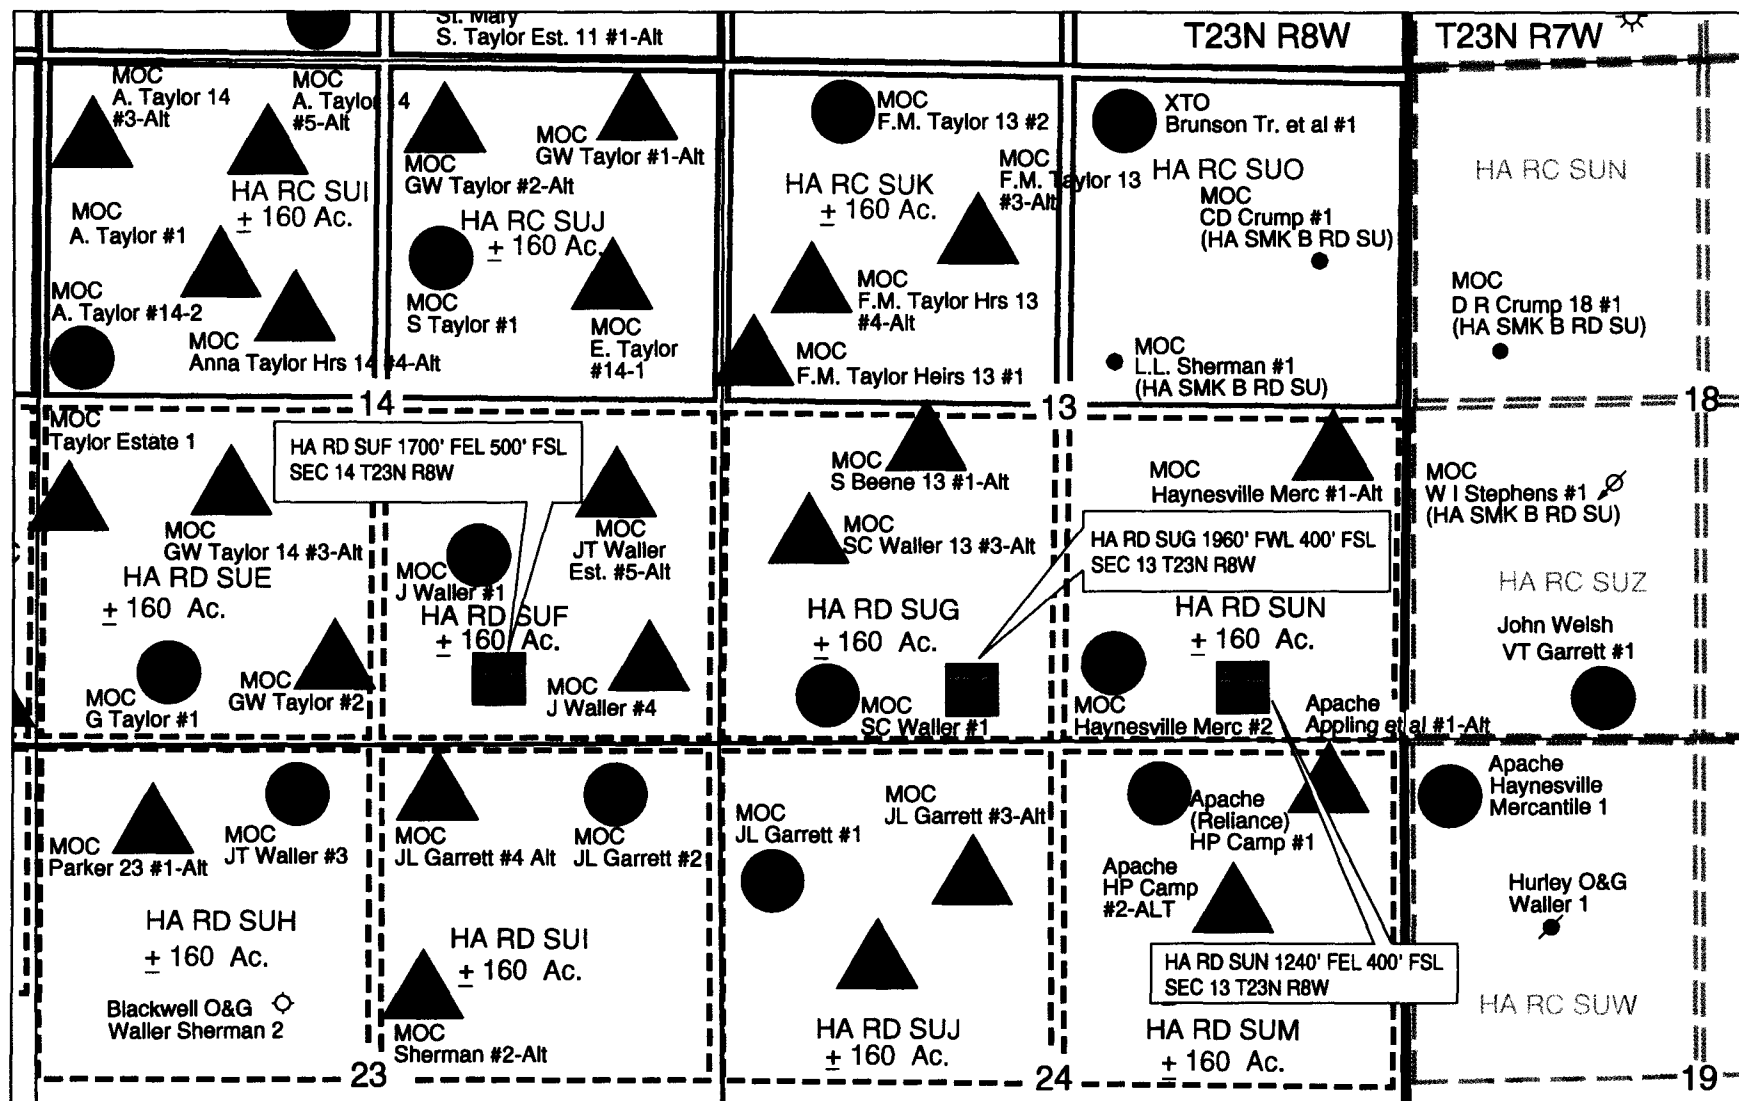 St. Mary
S. Taylor Est. 11 #1-Alt
T23N R8W
T23N R7W
MOC
A. Taylor 14
#3-Alt
MOC
A. Taylor 14
#5-Alt
HA RC SUI
± 160 Ac.
MOC
A. Taylor #1
MOC
A. Taylor #14-2
MOC
Anna Taylor Hrs 14 #4-Alt
MOC
GW Taylor #2-Alt
MOC
GW Taylor #1-Alt
HA RC SUJ
± 160 Ac.
MOC
S Taylor #1
MOC
E. Taylor
#14-1
14
MOC
F.M. Taylor 13 #2
MOC
F.M. Taylor 13
#3-Alt
HA RC SUK
± 160 Ac.
MOC
F.M. Taylor Hrs 13
#4-Alt
MOC
F.M. Taylor Heirs 13 #1
13
XTO
Brunson Tr. et al #1
HA RC SUO
MOC
CD Crump #1
(HA SMK B RD SU)
MOC
L.L. Sherman #1
(HA SMK B RD SU)
HA RC SUN
MOC
D R Crump 18 #1
(HA SMK B RD SU)
18
MOC
Taylor Estate 1
MOC
GW Taylor 14 #3-Alt
HA RD SUE
± 160 Ac.
MOC
G Taylor #1
MOC
GW Taylor #2
HA RD SUF 1700' FEL 500' FSL
SEC 14 T23N R8W
MOC
J Waller #1
MOC
JT Waller
Est. #5-Alt
HA RD SUF
± 160 Ac.
MOC
J Waller #4
MOC
S Beene 13 #1-Alt
MOC
SC Waller 13 #3-Alt
HA RD SUG
± 160 Ac.
MOC
SC Waller #1
HA RD SUG 1960' FWL 400' FSL
SEC 13 T23N R8W
MOC
Haynesville Merc #1-Alt
HA RD SUN
± 160 Ac.
MOC
Haynesville Merc #2
Apache
Appling et al #1-Alt
MOC
W I Stephens #1
(HA SMK B RD SU)
HA RC SUZ
John Welsh
VT Garrett #1
MOC
Parker 23 #1-Alt
MOC
JT Waller #3
HA RD SUH
± 160 Ac.
Blackwell O&G
Waller Sherman 2
MOC
JL Garrett #4 Alt
MOC
JL Garrett #2
HA RD SUI
± 160 Ac.
MOC
Sherman #2-Alt
23
MOC
JL Garrett #1
MOC
JL Garrett #3-Alt
HA RD SUJ
± 160 Ac.
24
Apache
(Reliance)
HP Camp #1
Apache
HP Camp
#2-ALT
HA RD SUN 1240' FEL 400' FSL
SEC 13 T23N R8W
HA RD SUM
± 160 Ac.
Apache
Haynesville
Mercantile 1
Hurley O&G
Waller 1
HA RC SUW
19